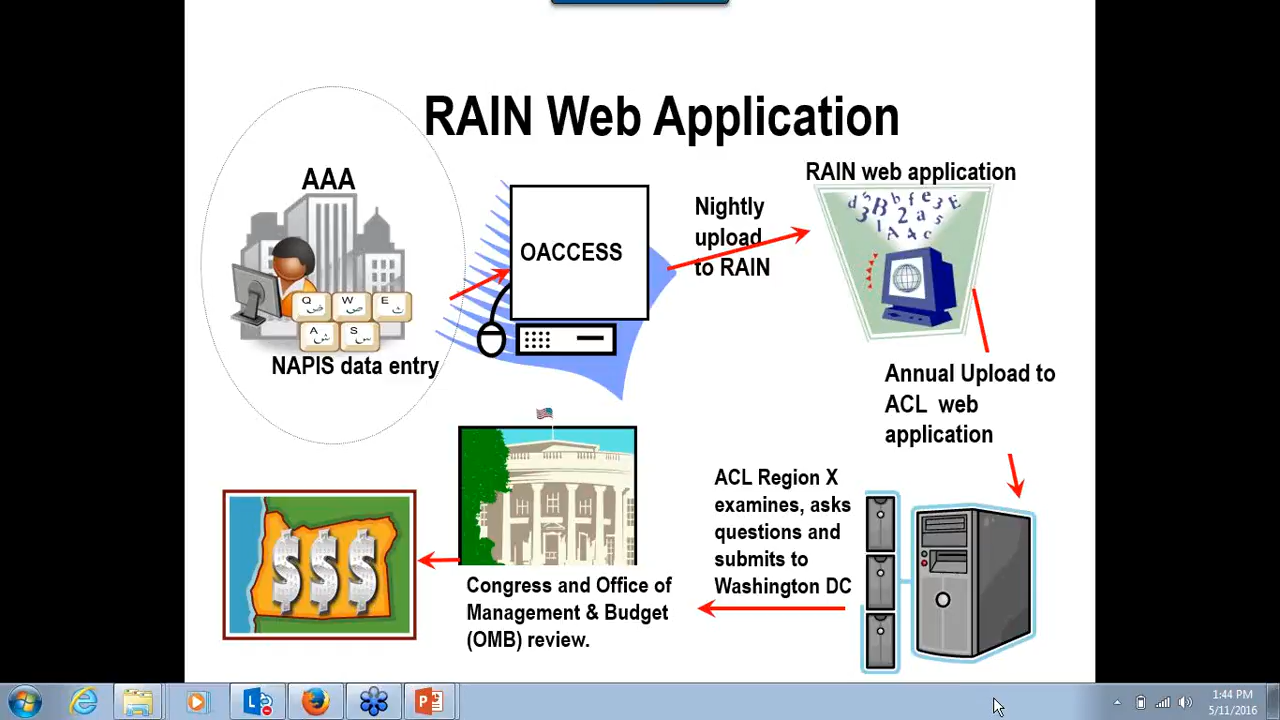 RAIN Web Application
AAA
NAPIS data entry
Q ض
W ص
E ث
A ش
S س
OACCESS
Nightly
upload
to RAIN
RAIN web application
Annual Upload to
ACL web
application
ACL Region X
examines, asks
questions and
submits to
Washington DC
Congress and Office of
Management & Budget
(OMB) review.
$$$
1:44 PM
5/11/2016